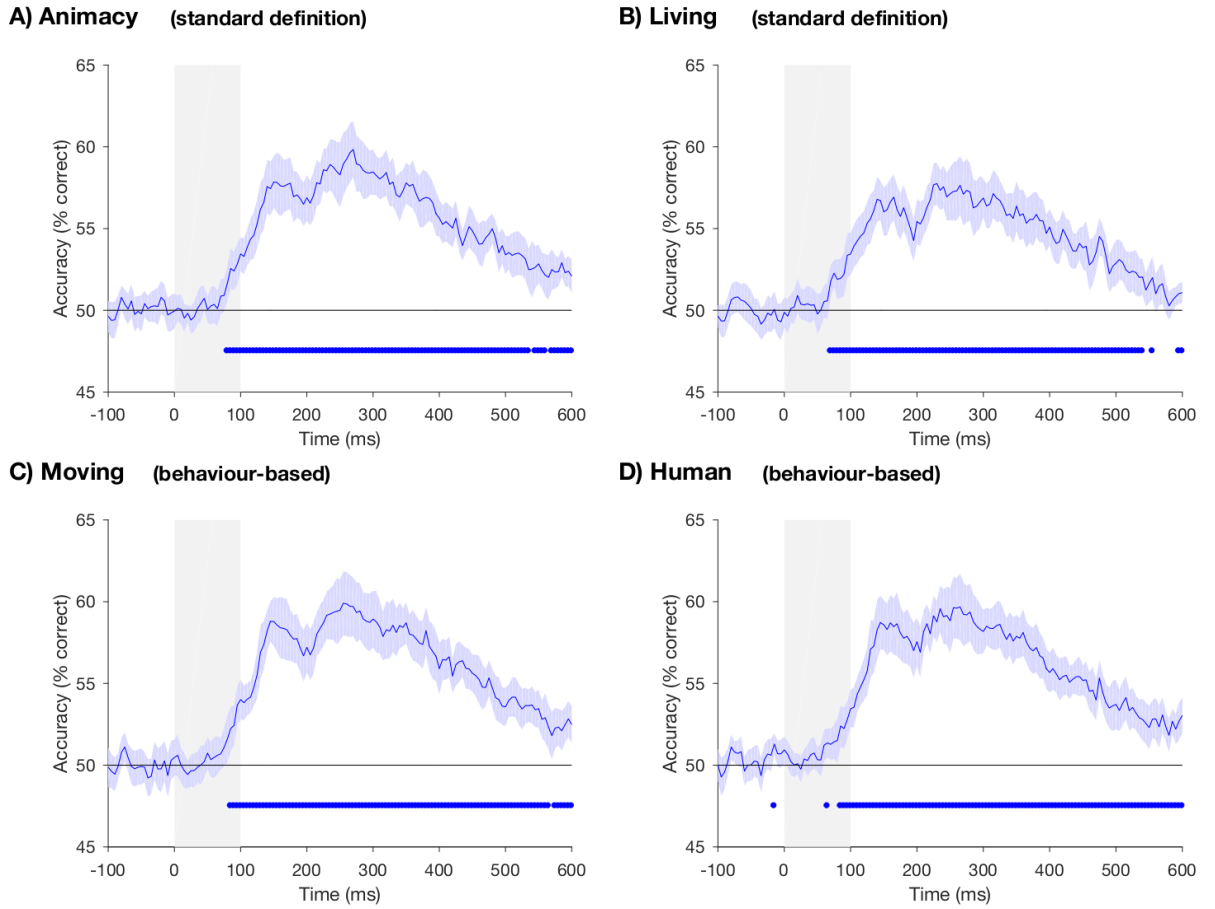 A) Animacy (standard definition)
65
60
55
50
45
Accuracy (% correct)
-100 0 100 200 300 400 500 600
Time (ms)
B) Living (standard definition)
65
60
55
50
45
Accuracy (% correct)
-100 0 100 200 300 400 500 600
Time (ms)
C) Moving (behaviour-based)
65
60
55
50
45
Accuracy (% correct)
-100 0 100 200 300 400 500 600
Time (ms)
D) Human (behaviour-based)
65
60
55
50
45
Accuracy (% correct)
-100 0 100 200 300 400 500 600
Time (ms)